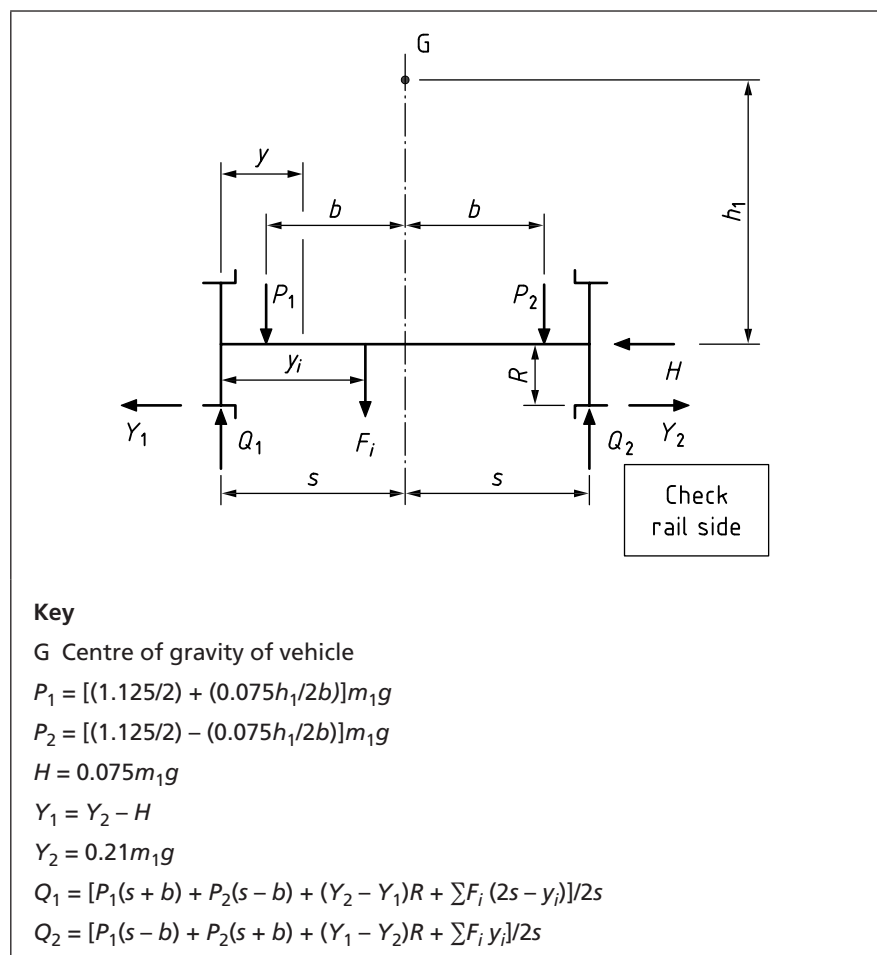 G
y
b
b
h₁
P₁
P₂
yᵢ
R
H
Y₁
Q₁
Fᵢ
Q₂
Y₂
s
s
Check
rail side
Key
G Centre of gravity of vehicle
P₁ = [(1.125/2) + (0.075h₁/2b)]m₁g
P₂ = [(1.125/2) – (0.075h₁/2b)]m₁g
H = 0.075m₁g
Y₁ = Y₂ – H
Y₂ = 0.21m₁g
Q₁ = [P₁(s + b) + P₂(s – b) + (Y₂ – Y₁)R + ∑Fᵢ (2s – yᵢ)]/2s
Q₂ = [P₁(s – b) + P₂(s + b) + (Y₁ – Y₂)R + ∑Fᵢ yᵢ]/2s